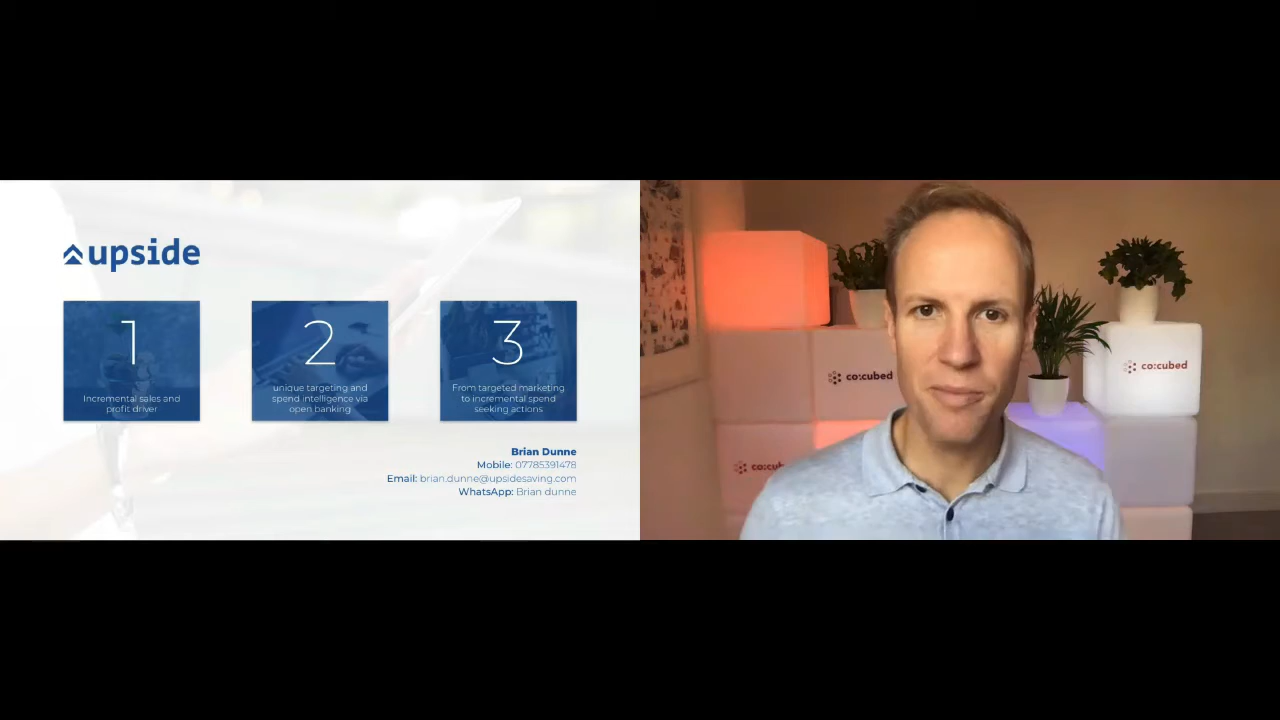 upside
1
Incremental sales and
profit driver
2
unique targeting and
spend intelligence via
open banking
3
From targeted marketing
to incremental spend
seeking actions
Brian Dunne
Mobile: 07785391478
Email: brian.dunne@upsidesaving.com
WhatsApp: Brian dunne
co:cubed
co:cubed
co:cub